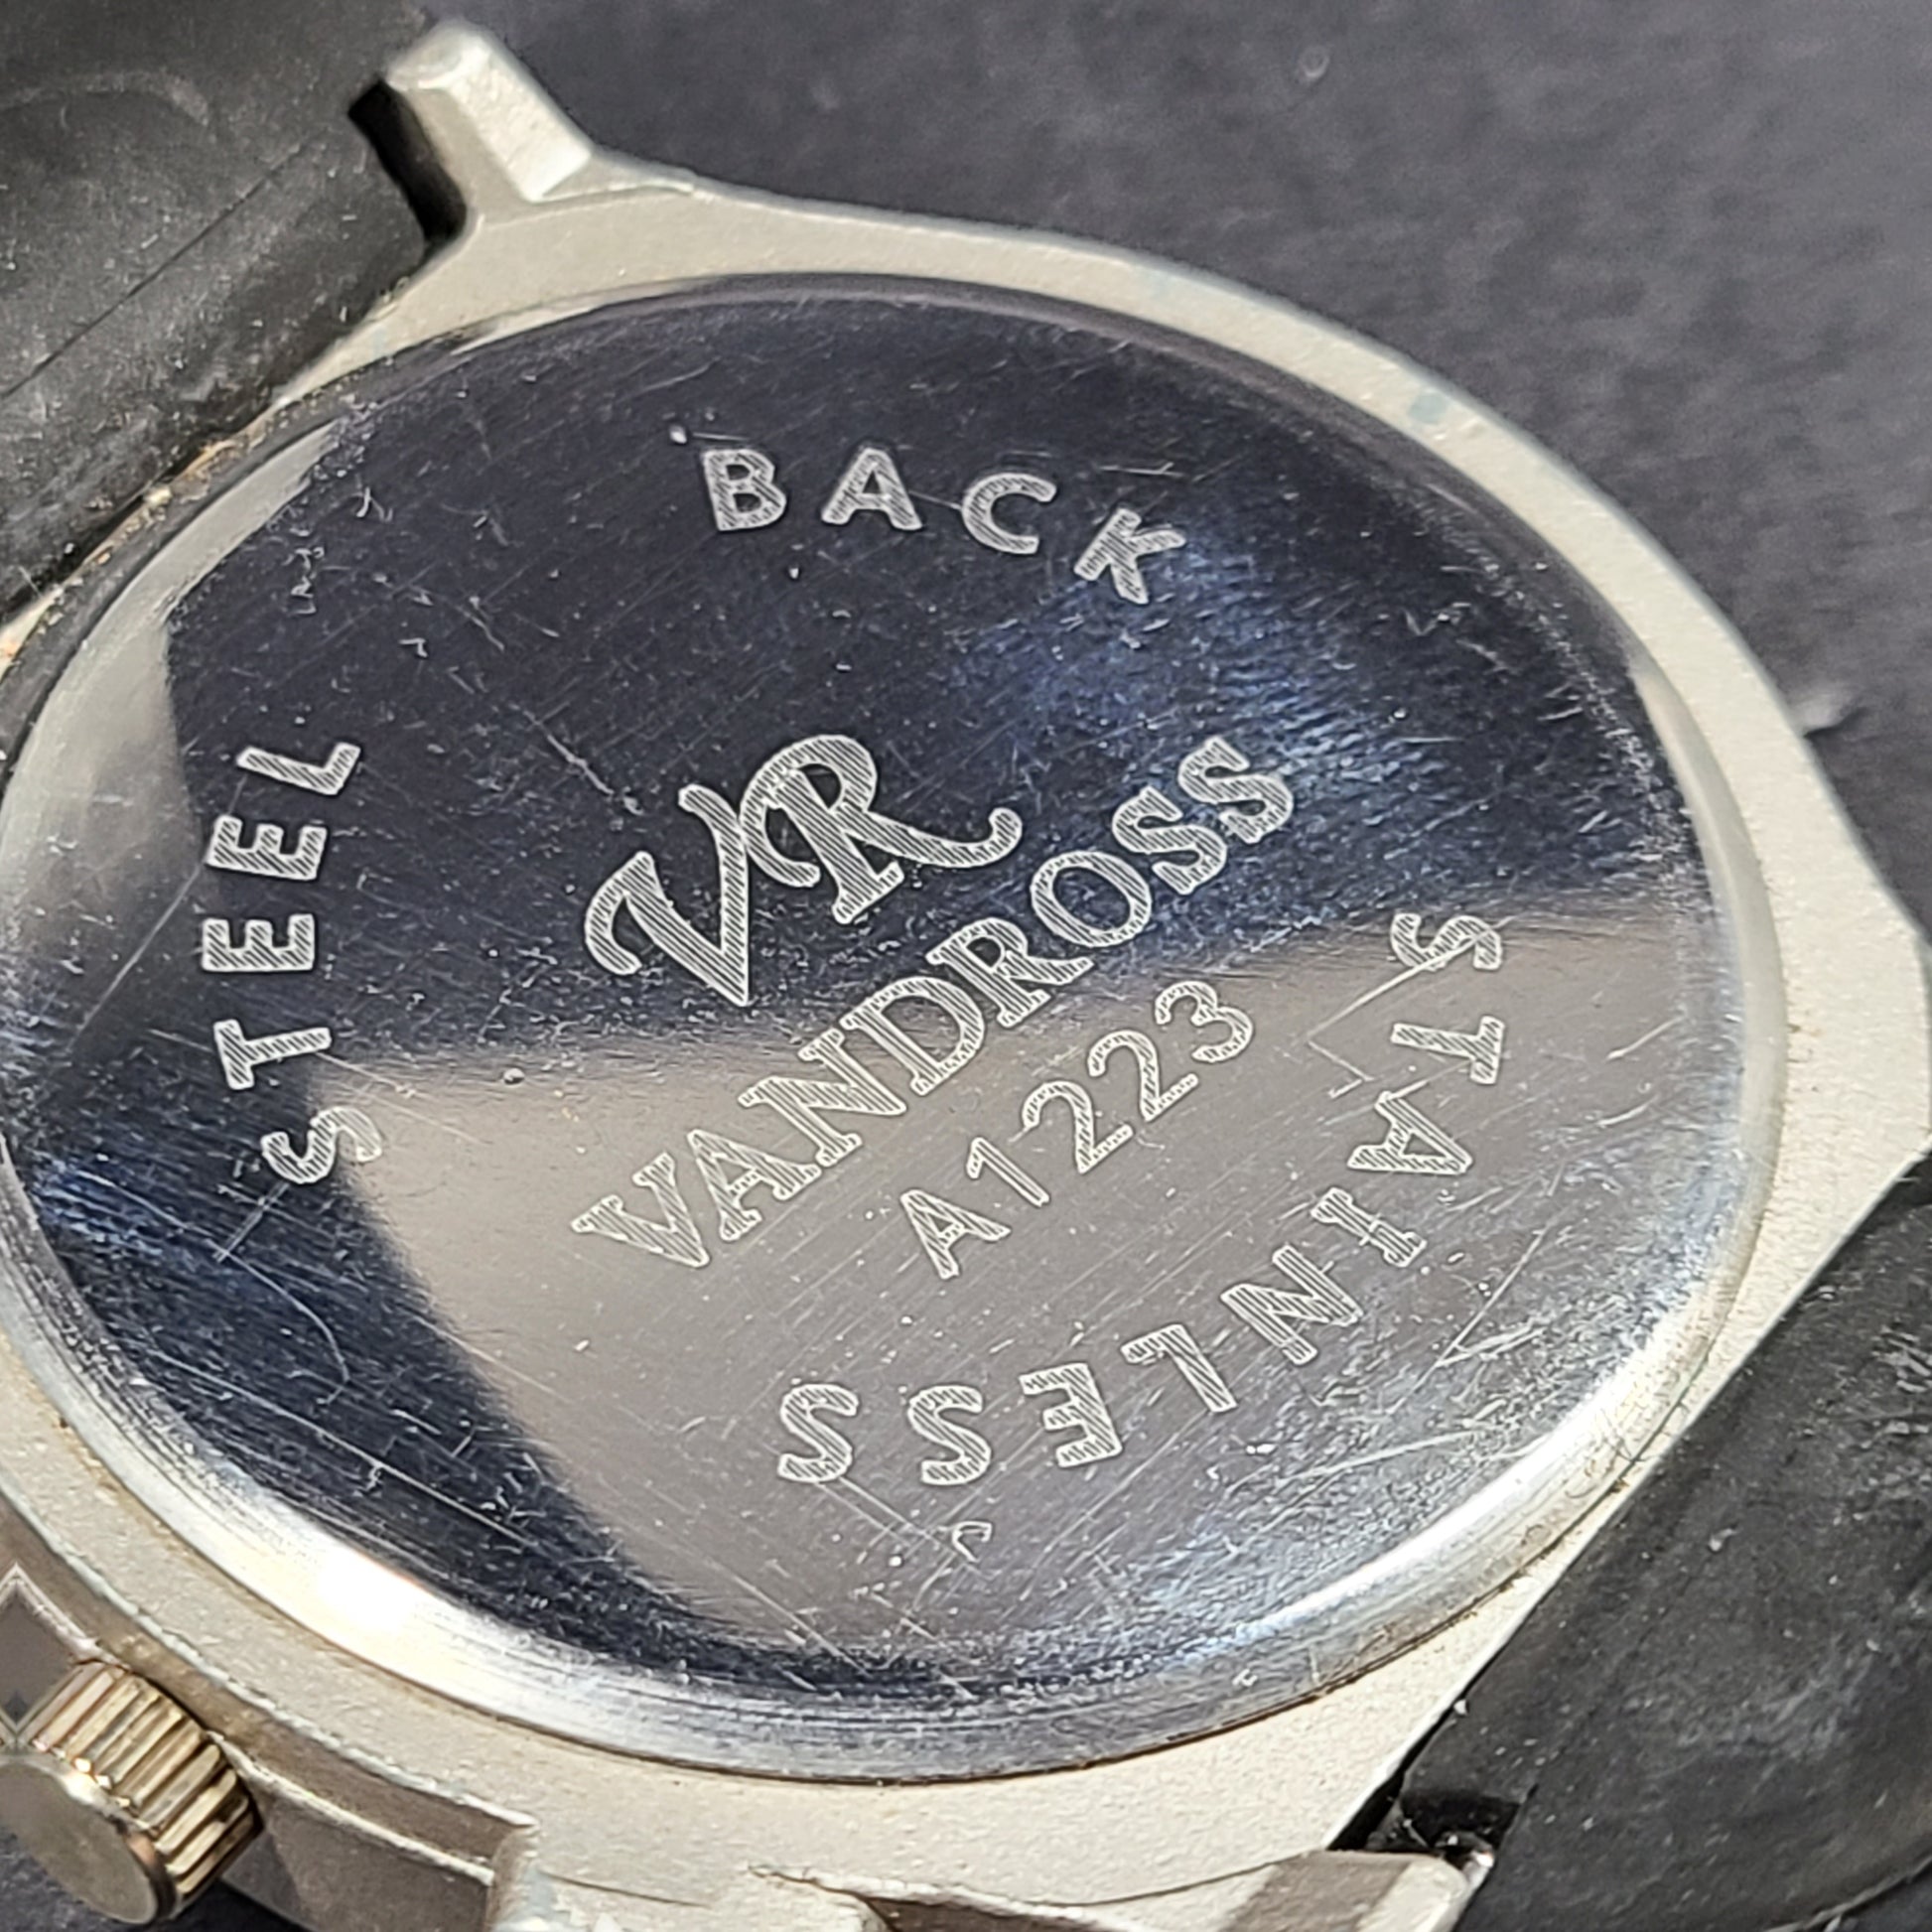 VR
VANDROSS
A1223
STAINLESS
STEEL
BACK